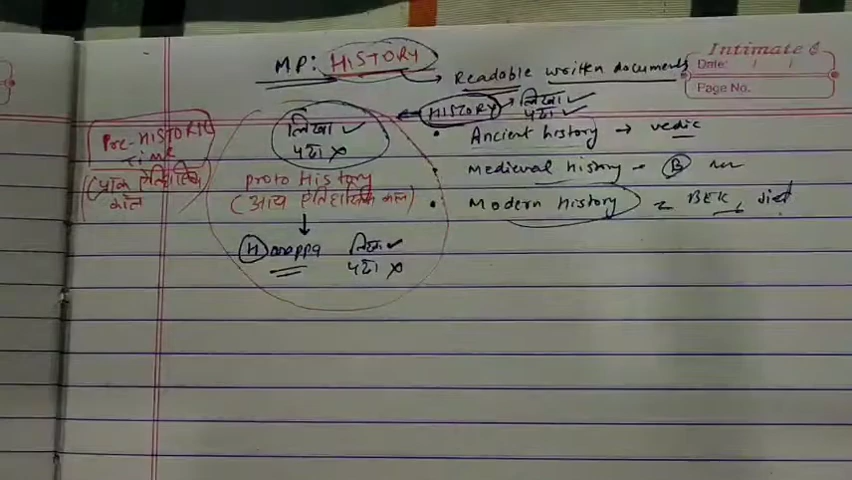 Intimate
Date: / /
Page No.
MP: HISTORY
Readable written documents
HISTORY → लिखा ✓
पढा ✓
Pre-HISTORIC
TIME
(प्राक ऐतिहासिक
काल
लिखा ✓
पढा ✗
Proto History
(आघ ऐतिहासिक काल)
Harappa
लिखा ✓
पढा ✗
• Ancient history → vedic
• Medieval history - B
• Modern history